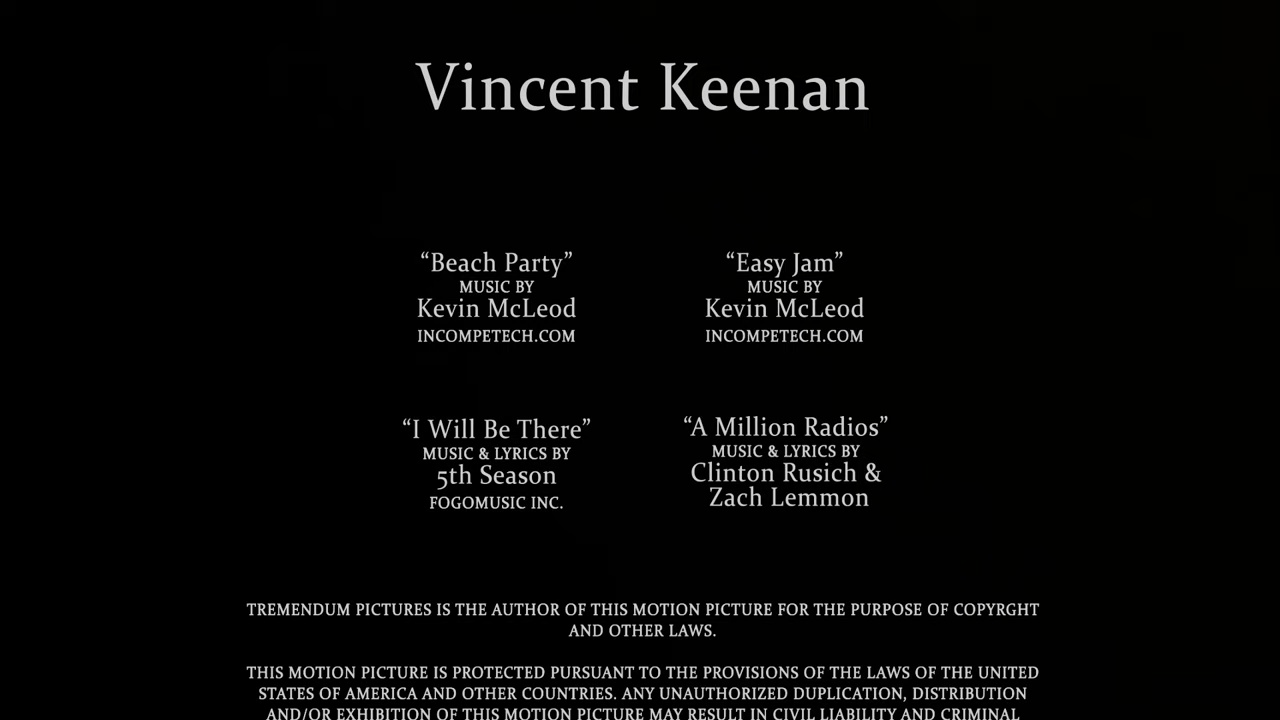 Vincent Keenan
“Beach Party”
MUSIC BY
Kevin McLeod
INCOMPETECH.COM
“Easy Jam”
MUSIC BY
Kevin McLeod
INCOMPETECH.COM
“I Will Be There”
MUSIC & LYRICS BY
5th Season
FOGOMUSIC INC.
“A Million Radios”
MUSIC & LYRICS BY
Clinton Rusich &
Zach Lemmon
TREMENDUM PICTURES IS THE AUTHOR OF THIS MOTION PICTURE FOR THE PURPOSE OF COPYRGHT
AND OTHER LAWS.
THIS MOTION PICTURE IS PROTECTED PURSUANT TO THE PROVISIONS OF THE LAWS OF THE UNITED
STATES OF AMERICA AND OTHER COUNTRIES. ANY UNAUTHORIZED DUPLICATION, DISTRIBUTION
AND/OR EXHIBITION OF THIS MOTION PICTURE MAY RESULT IN CIVIL LIABILITY AND CRIMINAL